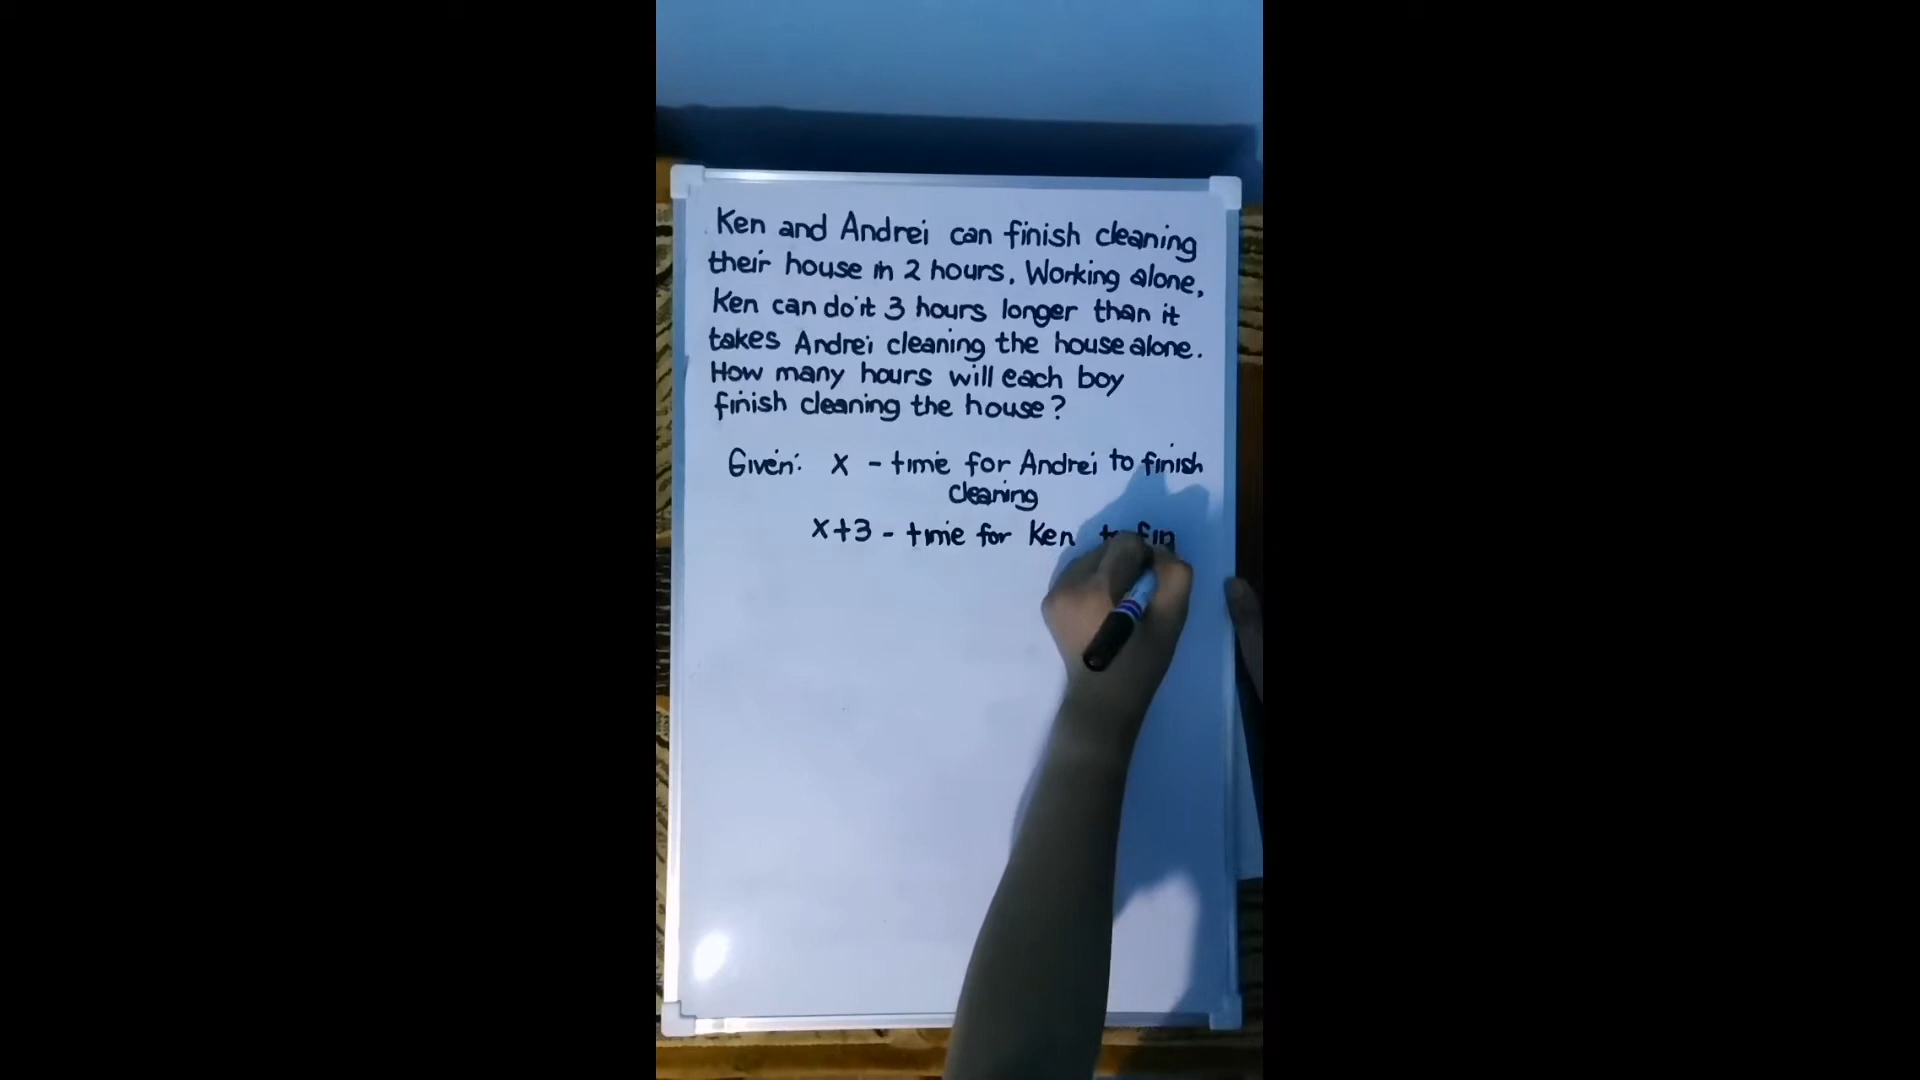 Ken and Andrei can finish cleaning
their house in 2 hours. Working alone,
Ken can do it 3 hours longer than it
takes Andrei cleaning the house alone.
How many hours will each boy
finish cleaning the house?
Given: x - time for Andrei to finish
cleaning
x+3 - time for Ken to fin